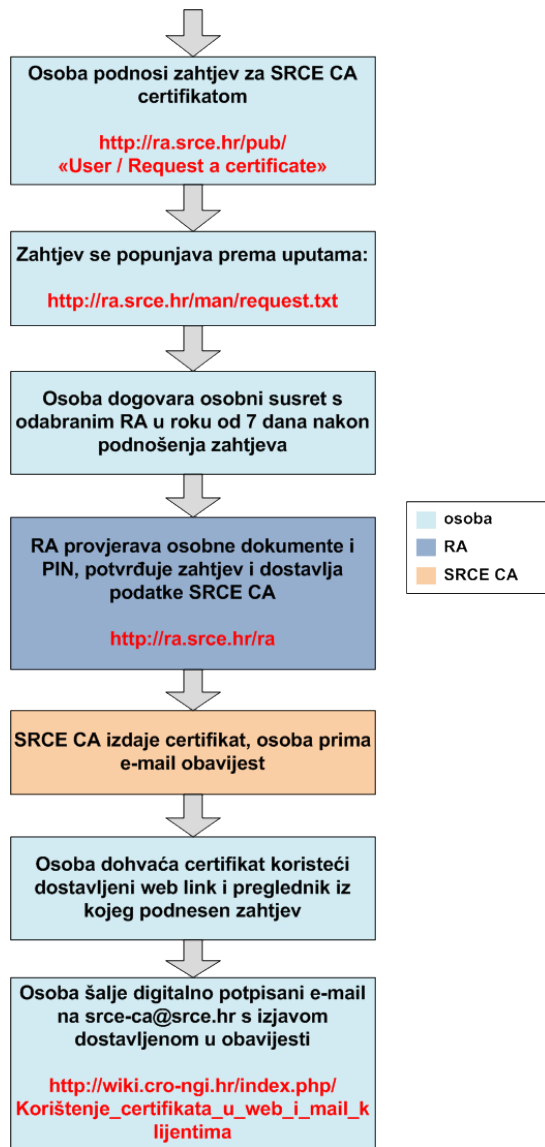 Osoba podnosi zahtjev za SRCE CA
certifikatom
http://ra.srce.hr/pub/
«User / Request a certificate»
Zahtjev se popunjava prema uputama:
http://ra.srce.hr/man/request.txt
Osoba dogovara osobni susret s
odabranim RA u roku od 7 dana nakon
podnošenja zahtjeva
RA provjerava osobne dokumente i
PIN, potvrđuje zahtjev i dostavlja
podatke SRCE CA
http://ra.srce.hr/ra
osoba
RA
SRCE CA
SRCE CA izdaje certifikat, osoba prima
e-mail obavijest
Osoba dohvaća certifikat koristeći
dostavljeni web link i preglednik iz
kojeg podnesen zahtjev
Osoba šalje digitalno potpisani e-mail
na srce-ca@srce.hr s izjavom
dostavljenom u obavijesti
http://wiki.cro-ngi.hr/index.php/
Korištenje_certifikata_u_web_i_mail_k
lijentima